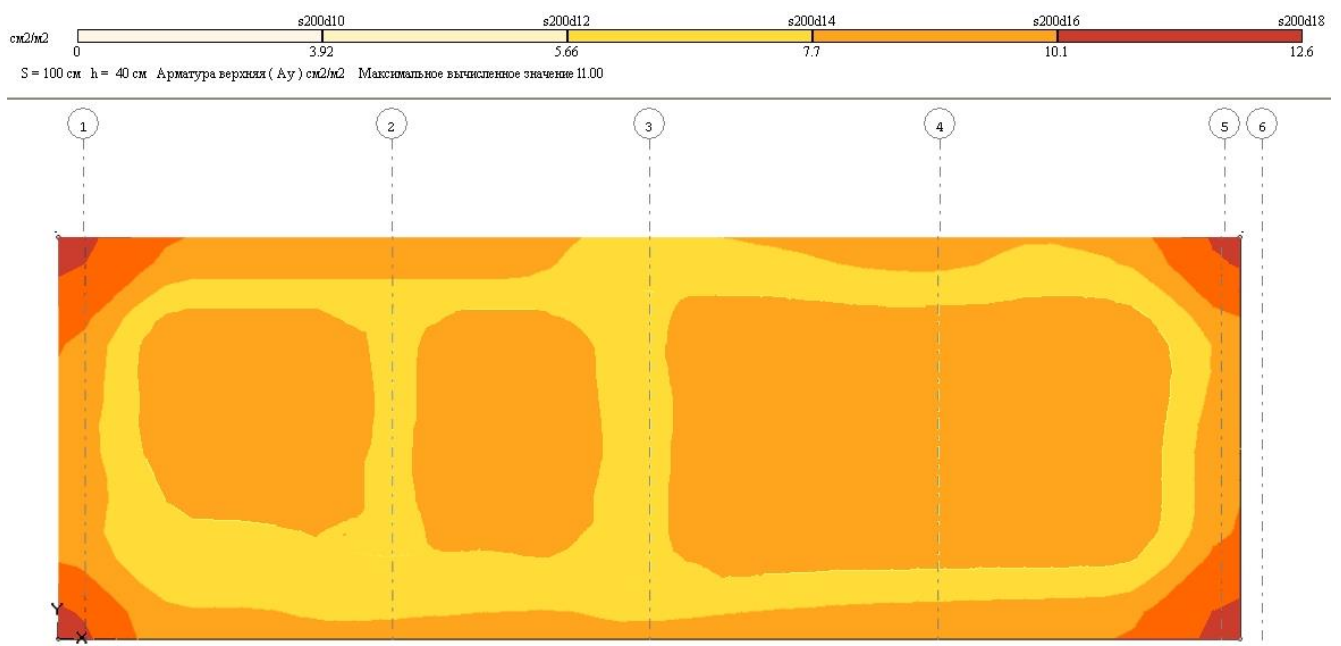 s200d10 s200d12 s200d14 s200d16 s200d18
см2/м2
0 3.92 5.66 7.7 10.1 12.6
S = 100 см h = 40 см Арматура верхняя ( Ау ) см2/м2 Максимальное вычисленное значение 11.00
1 2 3 4 5 6
Y
X